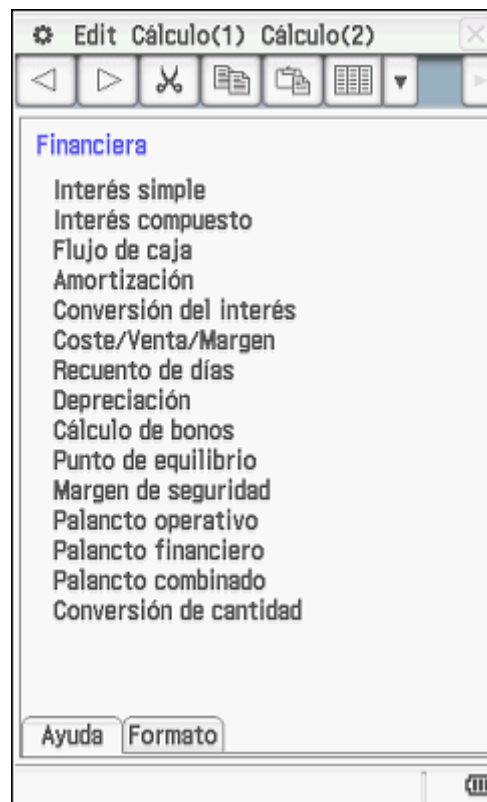 Edit Cálculo(1) Cálculo(2)
Financiera
Interés simple
Interés compuesto
Flujo de caja
Amortización
Conversión del interés
Coste/Venta/Margen
Recuento de días
Depreciación
Cálculo de bonos
Punto de equilibrio
Margen de seguridad
Palancto operativo
Palancto financiero
Palancto combinado
Conversión de cantidad
Ayuda Formato